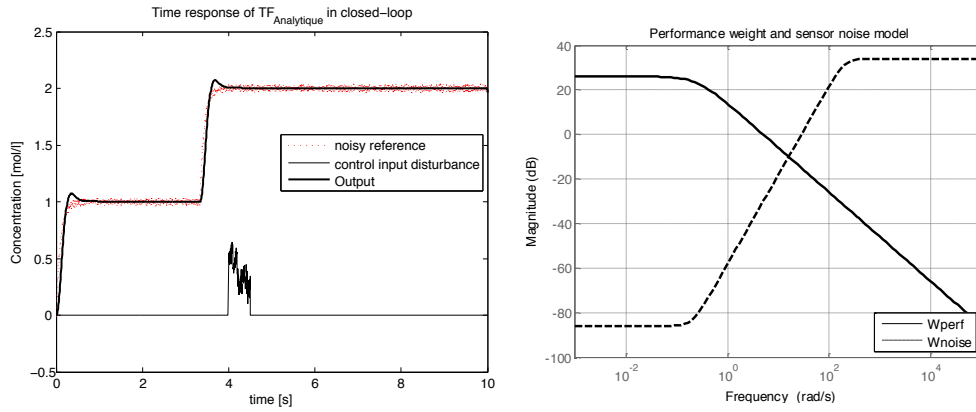 Time response of TF_Analytique in closed-loop
2.5
2
1.5
1
0.5
0
−0.5
Concentration [mol/l]
noisy reference
control input disturbance
Output
0
2
4
6
8
10
time [s]
Performance weight and sensor noise model
40
20
0
-20
-40
-60
-80
-100
Magnitude (dB)
Wperf
Wnoise
10^-2
10^0
10^2
10^4
Frequency (rad/s)